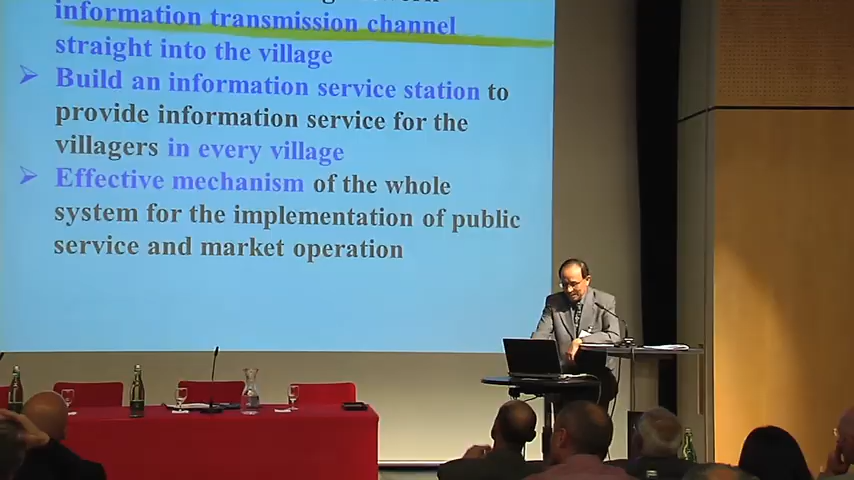 information transmission channel
straight into the village
Build an information service station to
provide information service for the
villagers in every village
Effective mechanism of the whole
system for the implementation of public
service and market operation